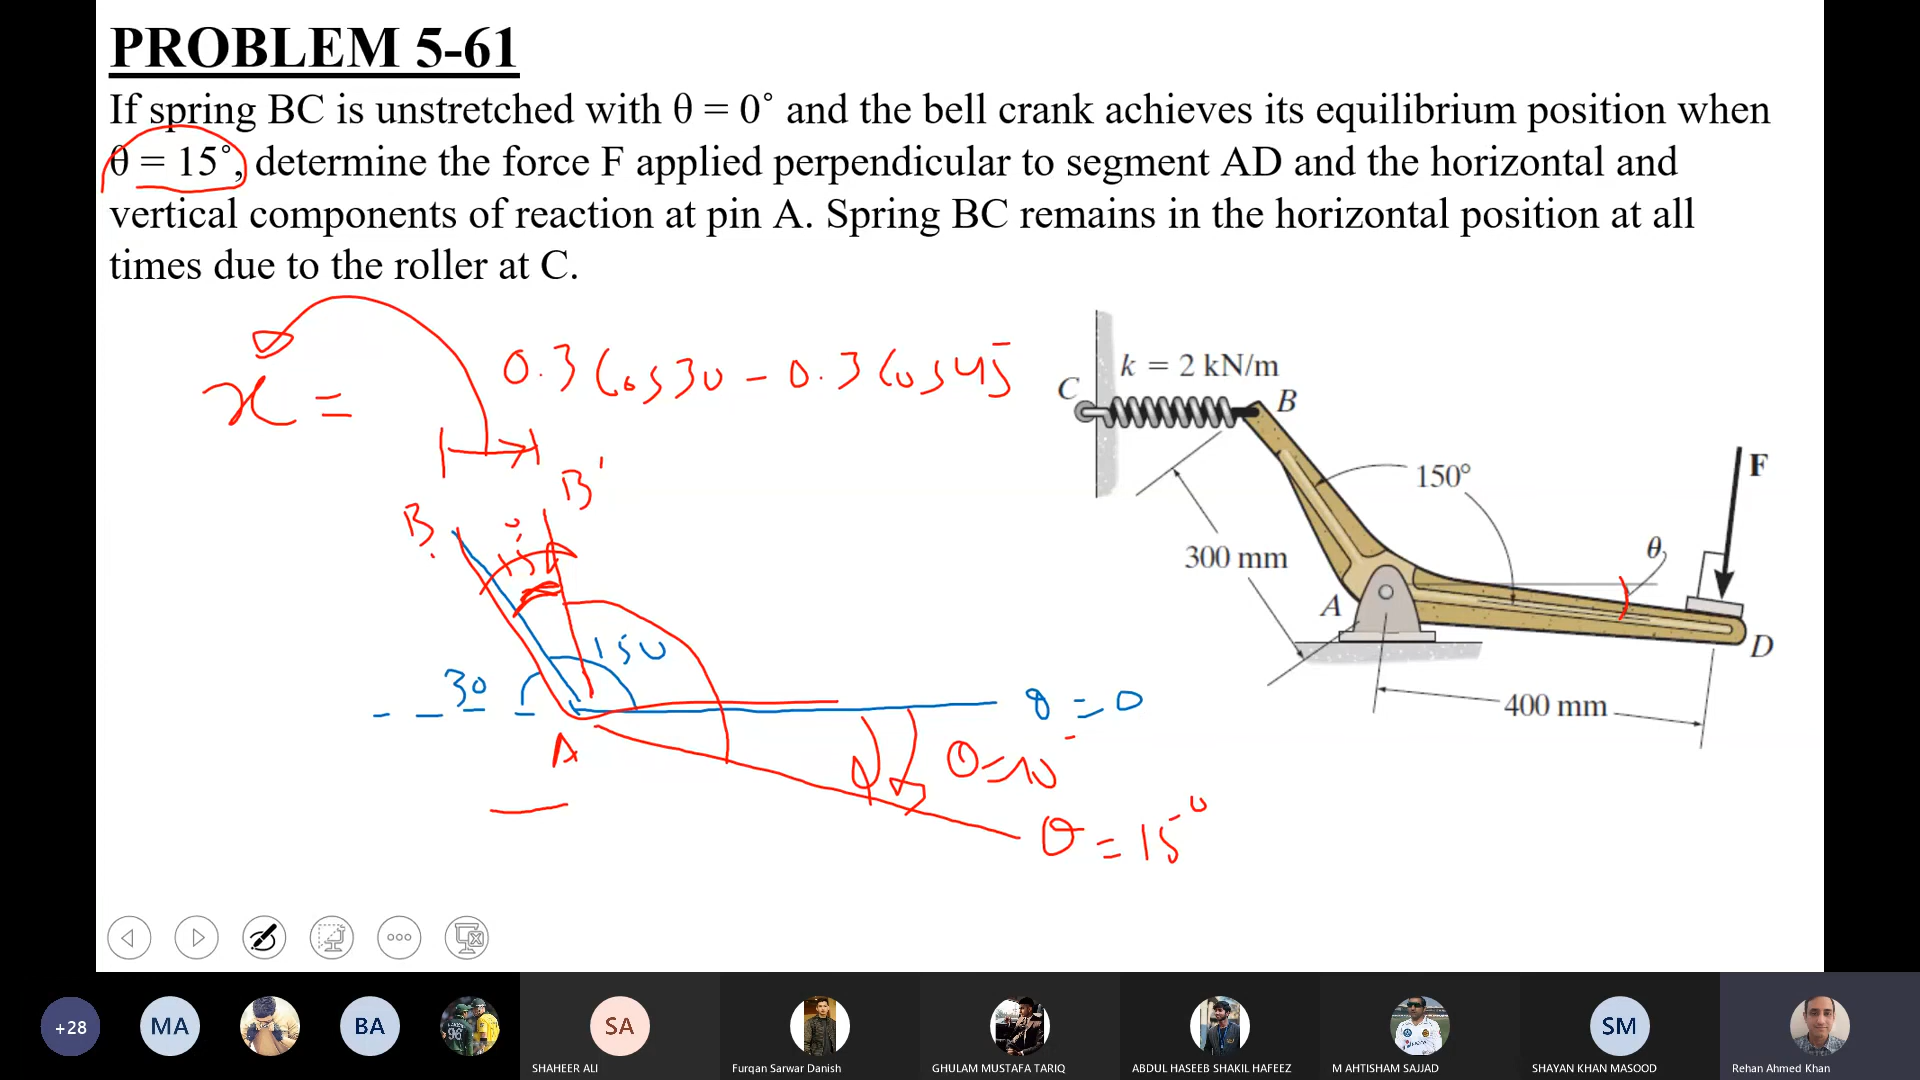 PROBLEM 5-61
If spring BC is unstretched with θ = 0˚ and the bell crank achieves its equilibrium position when
θ = 15˚, determine the force F applied perpendicular to segment AD and the horizontal and
vertical components of reaction at pin A. Spring BC remains in the horizontal position at all
times due to the roller at C.
x = 0.3 Cos30 - 0.3 Cos45
k = 2 kN/m
C
B
150°
F
300 mm
θ
A
D
400 mm
B'
B
15°
150
30
θ = 0
A
θ = 15°
+28
MA
BA
SA
SM
SHAHEER ALI
Furqan Sarwar Danish
GHULAM MUSTAFA TARIQ
ABDUL HASEEB SHAKIL HAFEEZ
M AHTISHAM SAJJAD
SHAYAN KHAN MASOOD
Rehan Ahmed Khan